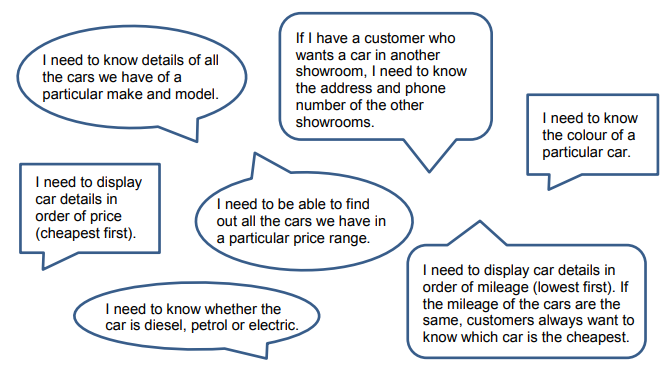 I need to know details of all
the cars we have of a
particular make and model.
If I have a customer who
wants a car in another
showroom, I need to know
the address and phone
number of the other
showrooms.
I need to know
the colour of a
particular car.
I need to display
car details in
order of price
(cheapest first).
I need to be able to find
out all the cars we have in
a particular price range.
I need to display car details in
order of mileage (lowest first). If
the mileage of the cars are the
same, customers always want to
know which car is the cheapest.
I need to know whether the
car is diesel, petrol or electric.